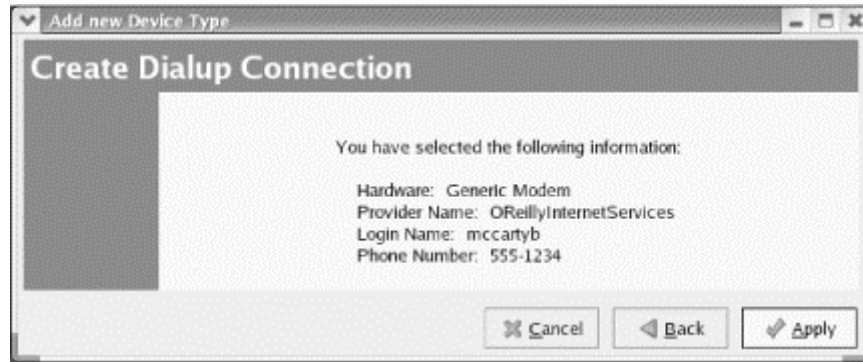 Add new Device Type
Create Dialup Connection
You have selected the following information:
Hardware: Generic Modem
Provider Name: OReillyInternetServices
Login Name: mccartyb
Phone Number: 555-1234
Cancel
Back
Apply